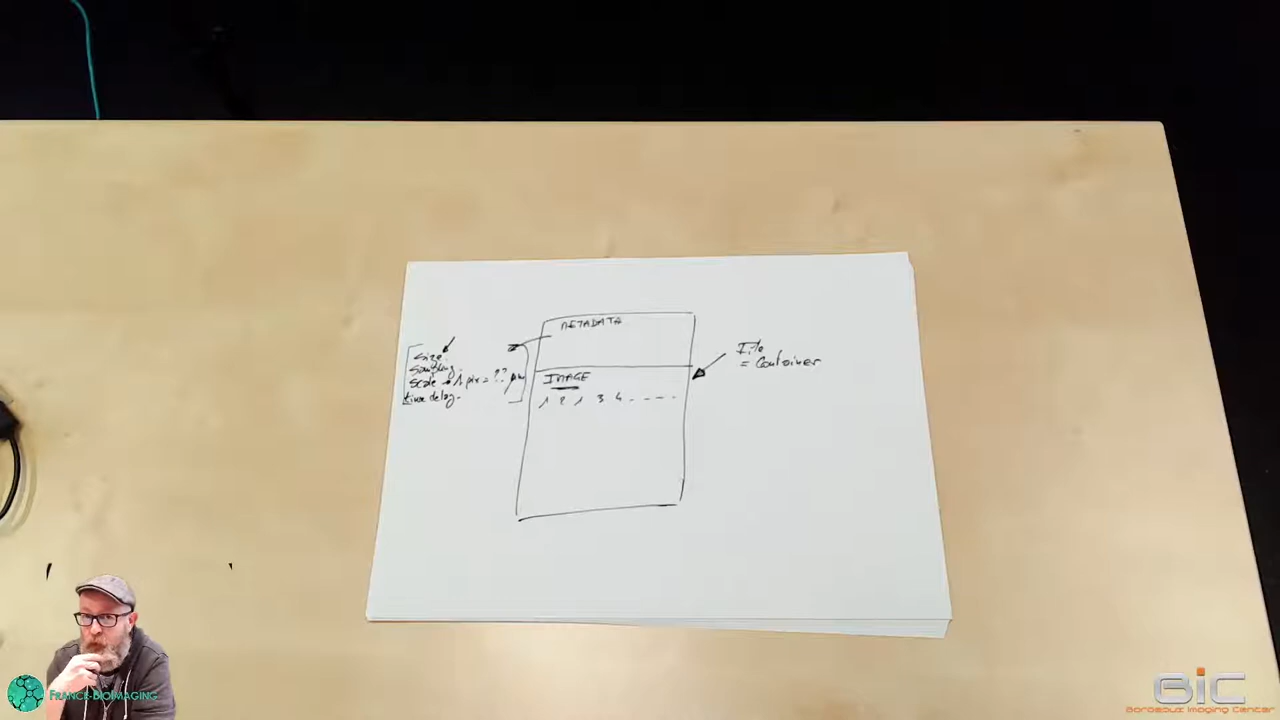 METADATA
size
Sampling.
scale → 1 pix = ?? µm
time delay.
IMAGE
1 2 1 3 4 - - - -
File
= Container
FRANCE-BIOIMAGING
BiC
Bordeaux Imaging Center